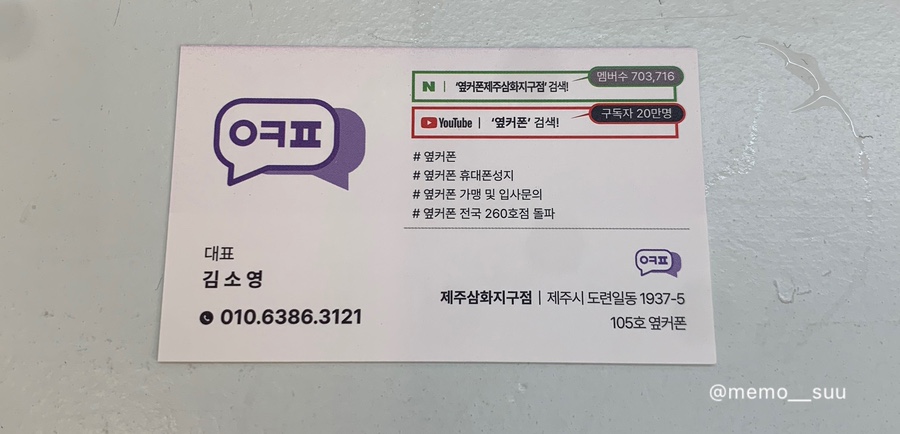 ㅇㅋㅍ
대표
김소영
010.6386.3121
N | '옆커폰제주삼화지구점' 검색!
멤버수 703,716
YouTube | '옆커폰' 검색!
구독자 20만명
# 옆커폰
# 옆커폰 휴대폰성지
# 옆커폰 가맹 및 입사문의
# 옆커폰 전국 260호점 돌파
ㅇㅋㅍ
제주삼화지구점 | 제주시 도련일동 1937-5
105호 옆커폰
@memo__suu